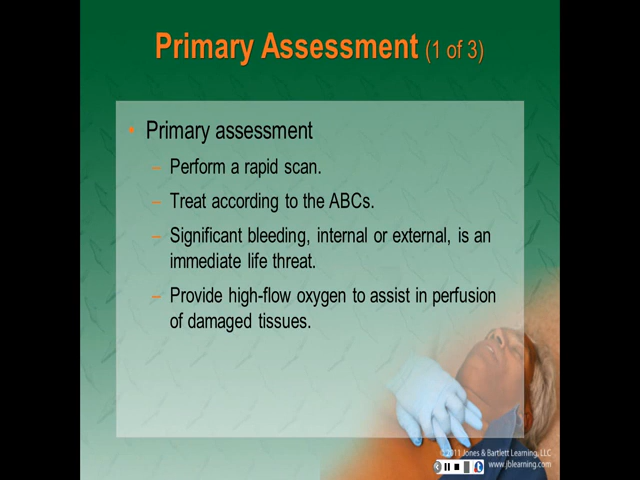 Primary Assessment (1 of 3)
• Primary assessment
– Perform a rapid scan.
– Treat according to the ABCs.
– Significant bleeding, internal or external, is an
immediate life threat.
– Provide high-flow oxygen to assist in perfusion
of damaged tissues.
© 2011 Jones & Bartlett Learning, LLC
www.jblearning.com